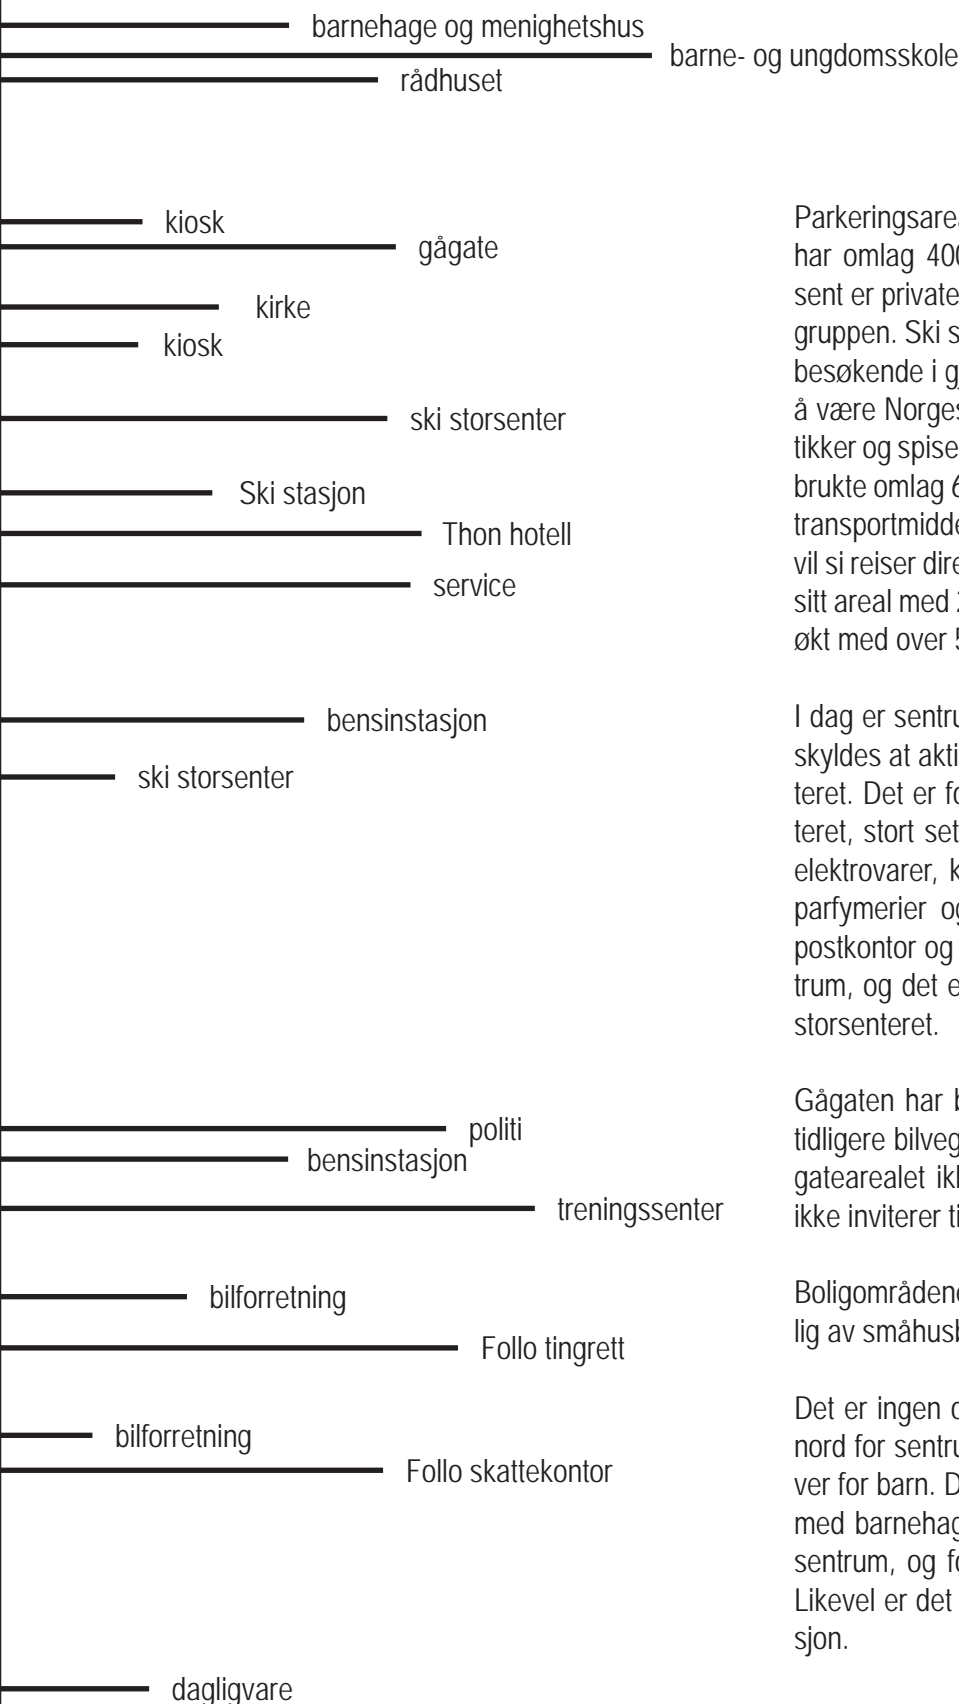 barnehage og menighetshus
barne- og ungdomsskole
rådhuset
kiosk
gågate
kirke
kiosk
ski storsenter
Ski stasjon
Thon hotell
service
bensinstasjon
ski storsenter
politi
bensinstasjon
treningssenter
bilforretning
Follo tingrett
bilforretning
Follo skattekontor
dagligvare
Parkeringsarea
har omlag 400
sent er private
gruppen. Ski s
besøkende i g
å være Norges
tikker og spise
brukte omlag 6
transportmidde
vil si reiser dire
sitt areal med
økt med over 5
I dag er sentru
skyldes at akti
teret. Det er fo
teret, stort set
elektrovarer, k
parfymerier og
postkontor og
trum, og det e
storsenteret.
Gågaten har b
tidligere bilveg
gatearealet ikk
ikke inviterer ti
Boligområdene
lig av småhusb
Det er ingen o
nord for sentru
ver for barn. D
med barnehag
sentrum, og fo
Likevel er det
sjon.